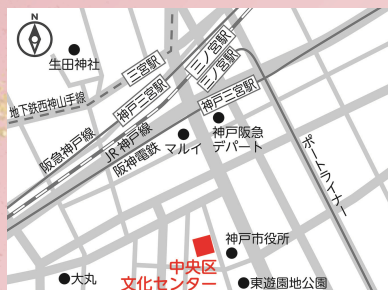 N
生田神社
三宮駅
三ノ宮駅
三ノ宮駅
地下鉄西神山手線
神戸三宮駅
神戸三宮駅
阪急神戸線
JR神戸線
阪神電鉄
マルイ
神戸阪急
デパート
ポートライナー
神戸市役所
中央区
文化センター
大丸
東遊園地公園